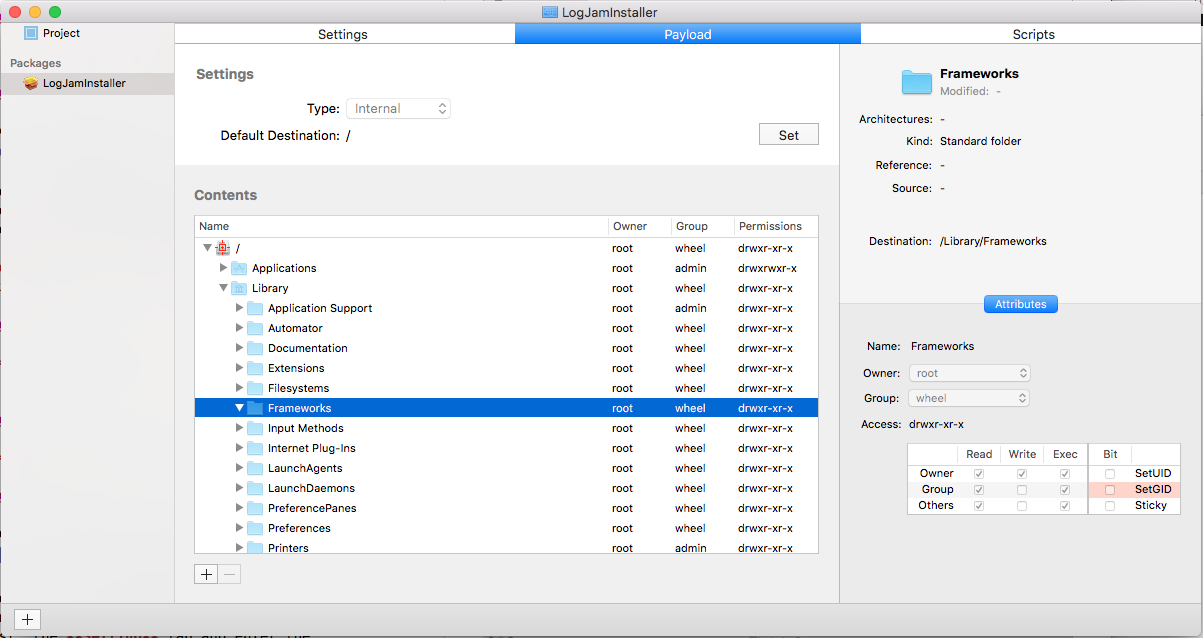 LogJamInstaller
Project
Packages
LogJamInstaller
Settings Payload Scripts
Settings
Type: Internal
Default Destination: /
Set
Contents
Name Owner Group Permissions
/ root wheel drwxr-xr-x
Applications root admin drwxrwxr-x
Library root wheel drwxr-xr-x
Application Support root admin drwxr-xr-x
Automator root wheel drwxr-xr-x
Documentation root wheel drwxr-xr-x
Extensions root wheel drwxr-xr-x
Filesystems root wheel drwxr-xr-x
Frameworks root wheel drwxr-xr-x
Input Methods root wheel drwxr-xr-x
Internet Plug-Ins root wheel drwxr-xr-x
LaunchAgents root wheel drwxr-xr-x
LaunchDaemons root wheel drwxr-xr-x
PreferencePanes root wheel drwxr-xr-x
Preferences root wheel drwxr-xr-x
Printers root admin drwxr-xr-x
+ −
+
Frameworks
Modified: -
Architectures: -
Kind: Standard folder
Reference: -
Source: -
Destination: /Library/Frameworks
Attributes
Name: Frameworks
Owner: root
Group: wheel
Access: drwxr-xr-x
Read Write Exec Bit
Owner SetUID
Group SetGID
Others Sticky